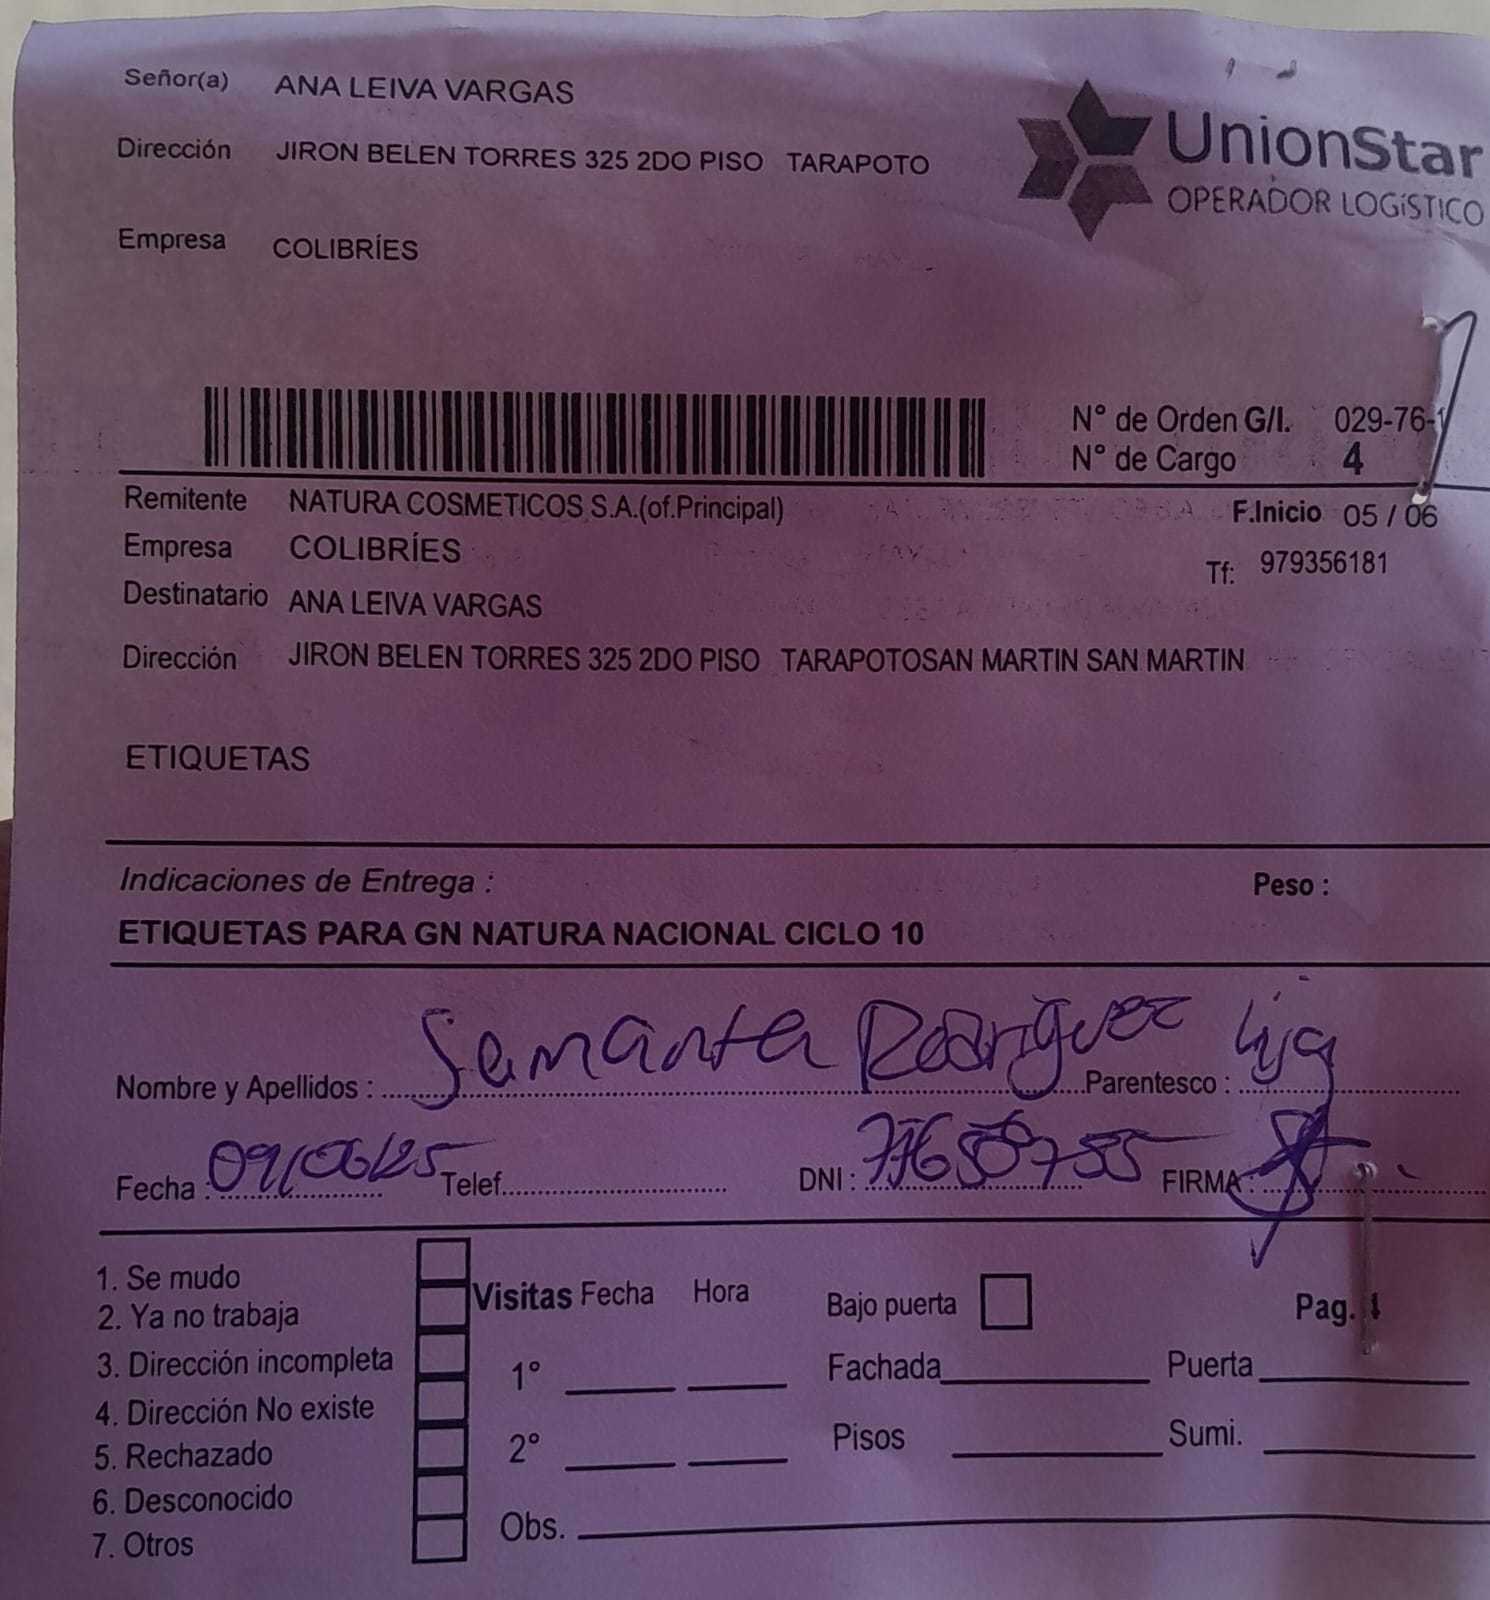 Señor(a) ANA LEIVA VARGAS
UnionStar
OPERADOR LOGíSTICO
Dirección JIRON BELEN TORRES 325 2DO PISO TARAPOTO
Empresa COLIBRÍES
N° de Orden G/I. 029-76-1
N° de Cargo 4
Remitente NATURA COSMETICOS S.A.(of.Principal) F.Inicio 05 / 06
Empresa COLIBRÍES Tf: 979356181
Destinatario ANA LEIVA VARGAS
Dirección JIRON BELEN TORRES 325 2DO PISO TARAPOTOSAN MARTIN SAN MARTIN
ETIQUETAS
Indicaciones de Entrega : Peso :
ETIQUETAS PARA GN NATURA NACIONAL CICLO 10
Nombre y Apellidos : Samanta Rodriguez Parentesco : hija
Fecha : 09/06/25 Telef. DNI : FIRMA :
1. Se mudo
2. Ya no trabaja
3. Dirección incompleta
4. Dirección No existe
5. Rechazado
6. Desconocido
7. Otros
Visitas Fecha Hora
1°
2°
Obs.
Bajo puerta Pag. 1
Fachada Puerta
Pisos Sumi.